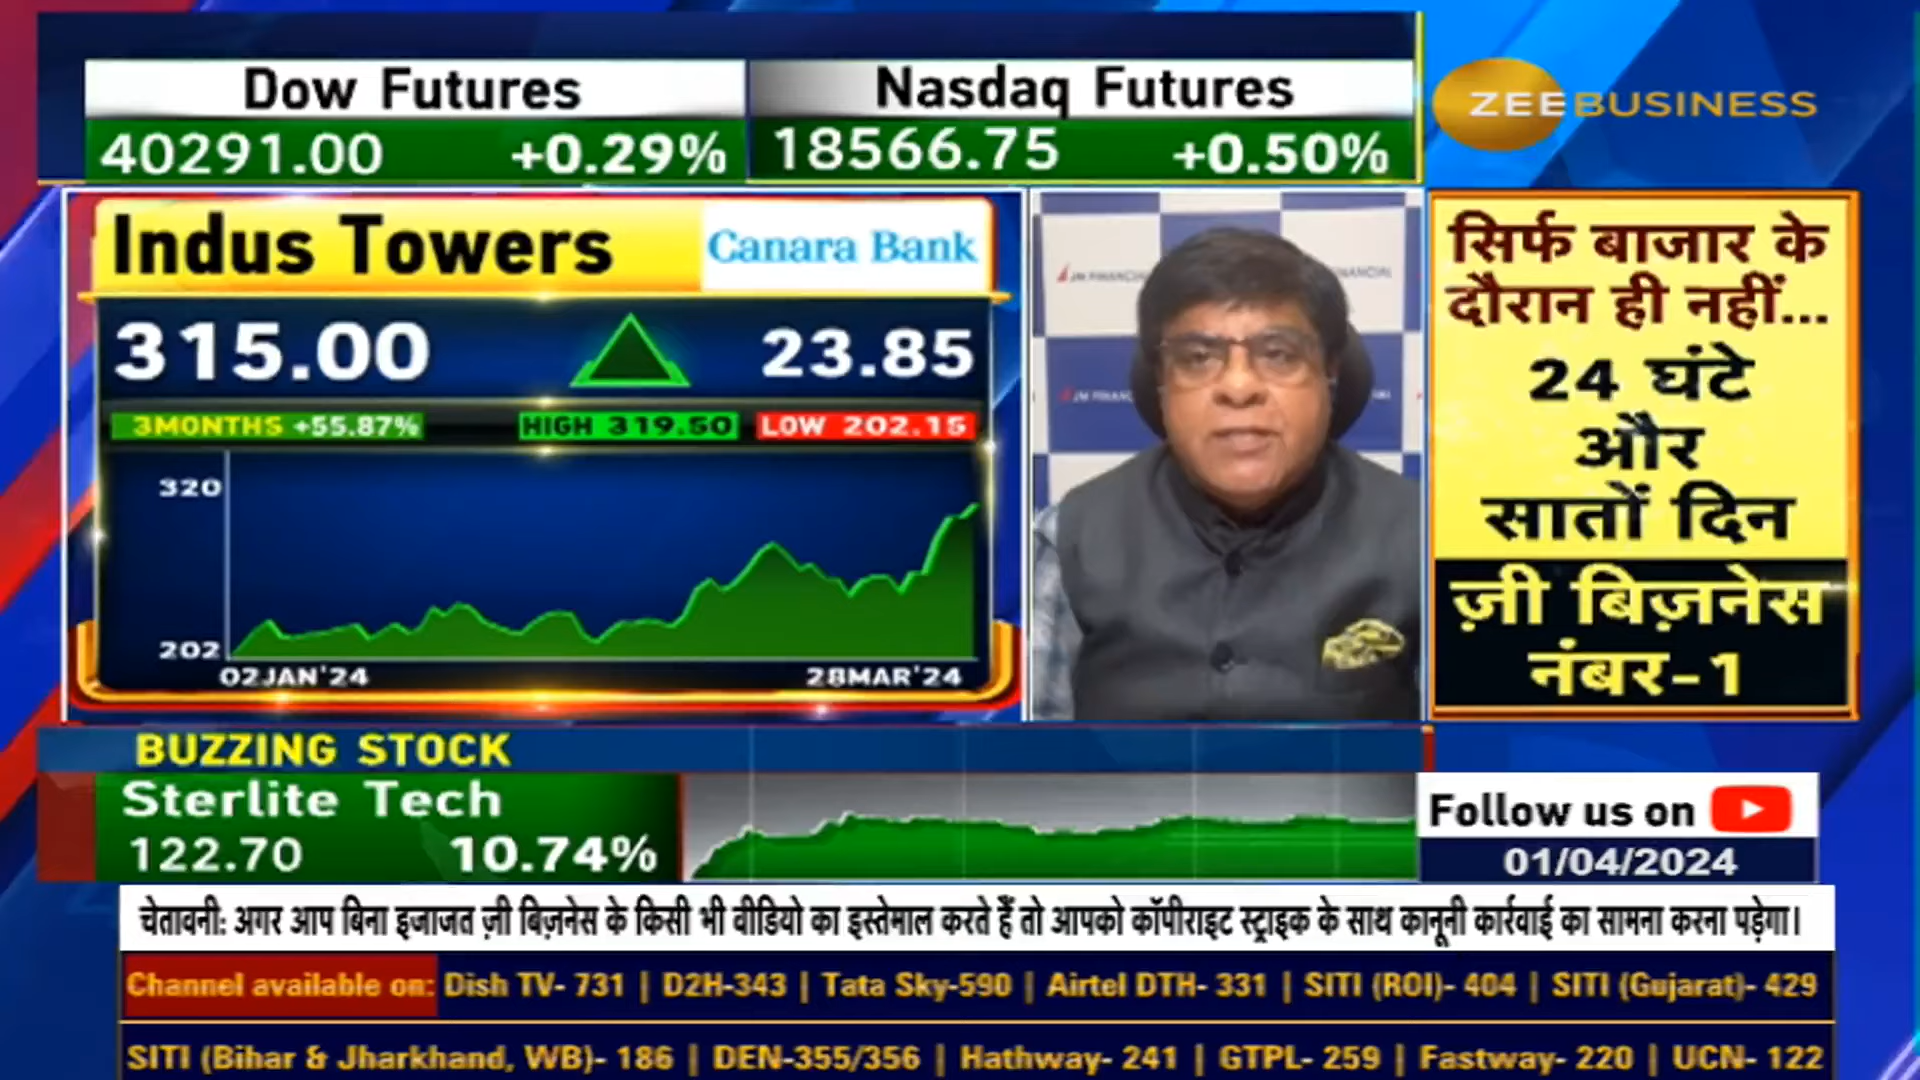 Dow Futures
40291.00 +0.29%
Nasdaq Futures
18566.75 +0.50%
ZEEBUSINESS
Indus Towers
Canara Bank
315.00 23.85
3MONTHS +55.87% HIGH 319.50 LOW 202.15
320
202
02JAN'24 28MAR'24
JM FINANCIAL
सिर्फ बाजार के
दौरान ही नहीं...
24 घंटे
और
सातों दिन
ज़ी बिज़नेस
नंबर-1
BUZZING STOCK
Sterlite Tech
122.70 10.74%
Follow us on
01/04/2024
चेतावनी: अगर आप बिना इजाजत ज़ी बिज़नेस के किसी भी वीडियो का इस्तेमाल करते हैं तो आपको कॉपीराइट स्ट्राइक के साथ कानूनी कार्रवाई का सामना करना पड़ेगा।
Channel available on: Dish TV- 731 | D2H-343 | Tata Sky-590 | Airtel DTH- 331 | SITI (ROI)- 404 | SITI (Gujarat)- 429
SITI (Bihar & Jharkhand, WB)- 186 | DEN-355/356 | Hathway- 241 | GTPL- 259 | Fastway- 220 | UCN- 122